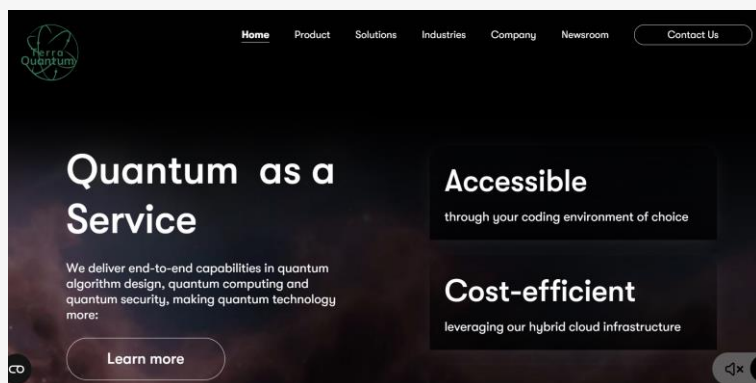 Terra
Quantum
Home Product Solutions Industries Company Newsroom Contact Us
Quantum as a
Service
We deliver end-to-end capabilities in quantum
algorithm design, quantum computing and
quantum security, making quantum technology
more:
Learn more
Accessible
through your coding environment of choice
Cost-efficient
leveraging our hybrid cloud infrastructure